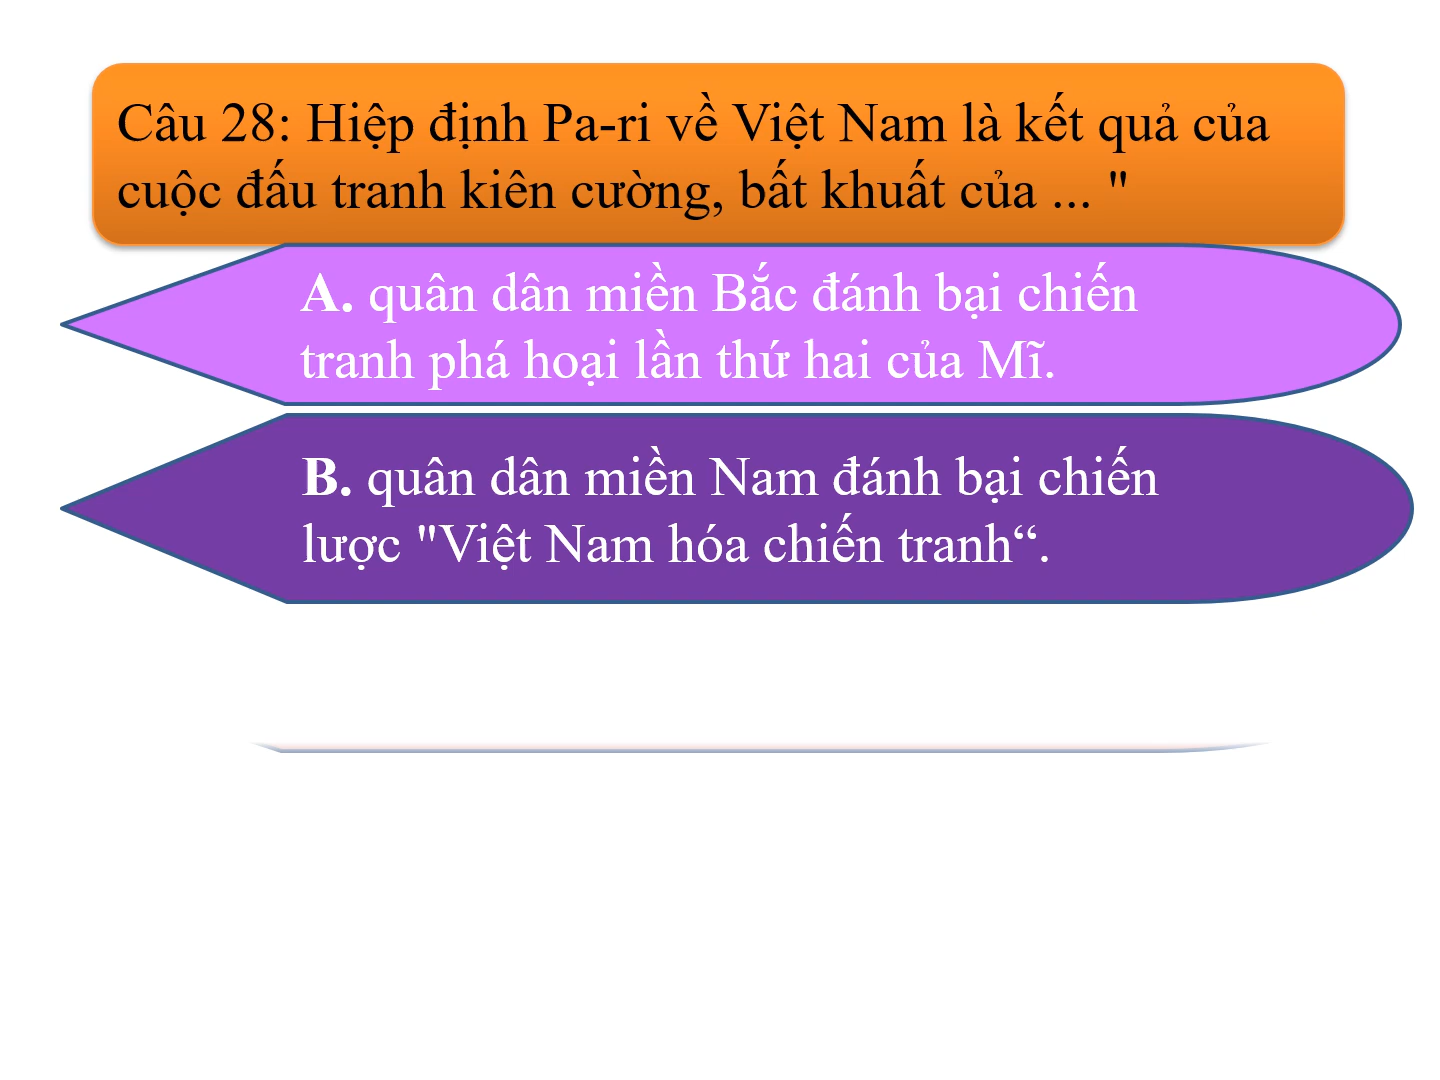 Câu 28: Hiệp định Pa-ri về Việt Nam là kết quả của
cuộc đấu tranh kiên cường, bất khuất của ... "
A. quân dân miền Bắc đánh bại chiến
tranh phá hoại lần thứ hai của Mĩ.
B. quân dân miền Nam đánh bại chiến
lược "Việt Nam hóa chiến tranh“.